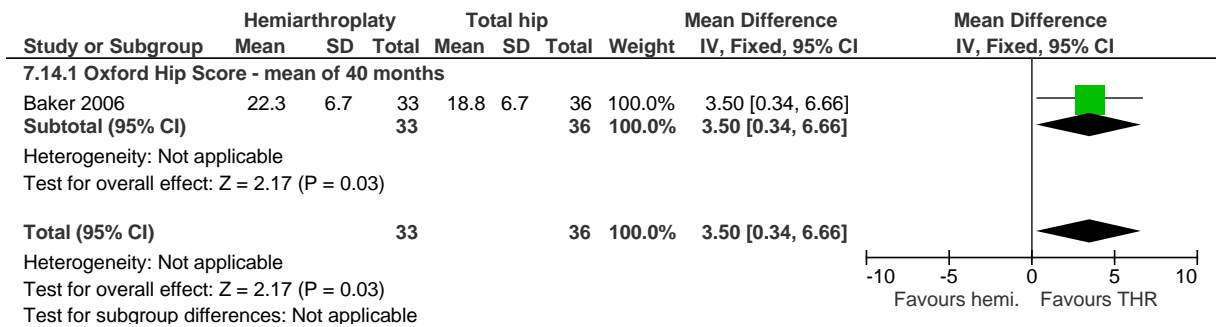 Hemiarthroplaty Total hip Mean Difference Mean Difference
Study or Subgroup Mean SD Total Mean SD Total Weight IV, Fixed, 95% CI IV, Fixed, 95% CI
7.14.1 Oxford Hip Score - mean of 40 months
Baker 2006 22.3 6.7 33 18.8 6.7 36 100.0% 3.50 [0.34, 6.66]
Subtotal (95% CI) 33 36 100.0% 3.50 [0.34, 6.66]
Heterogeneity: Not applicable
Test for overall effect: Z = 2.17 (P = 0.03)
Total (95% CI) 33 36 100.0% 3.50 [0.34, 6.66]
Heterogeneity: Not applicable
Test for overall effect: Z = 2.17 (P = 0.03)
Test for subgroup differences: Not applicable
-10 -5 0 5 10
Favours hemi. Favours THR